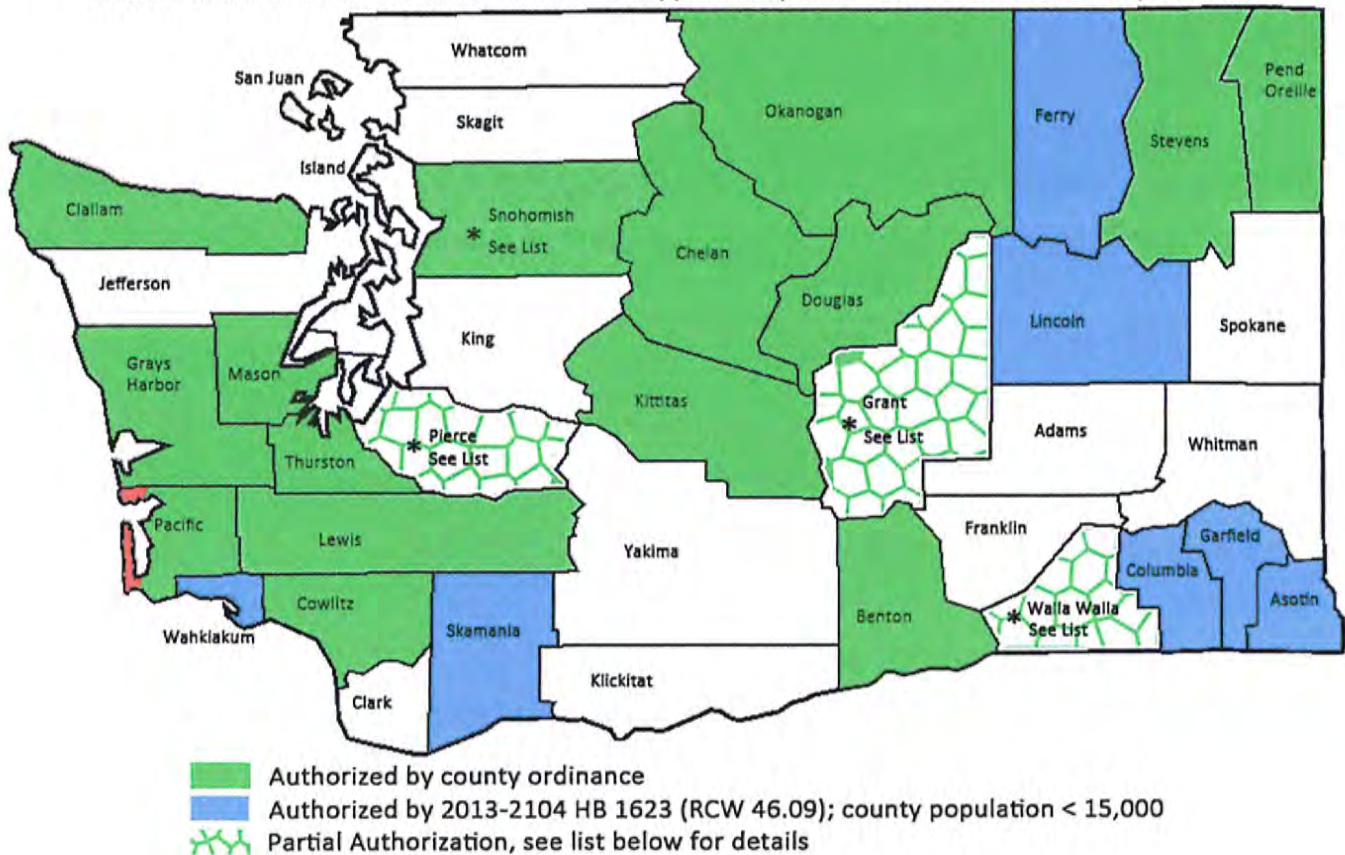 Whatcom
San Juan
Skagit
Island
Okanogan
Ferry
Stevens
Pend
Oreille
Clallam
Snohomish
* See List
Chelan
Jefferson
Douglas
Lincoln
Spokane
King
Grays
Harbor
Mason
Kittitas
Grant
* See List
Adams
Whitman
Pierce
* See List
Thurston
Pacific
Lewis
Yakima
Franklin
Garfield
Columbia
Asotin
Walla Walla
* See List
Cowlitz
Wahkiakum
Skamania
Benton
Klickitat
Clark
Authorized by county ordinance
Authorized by 2013-2104 HB 1623 (RCW 46.09); county population < 15,000
Partial Authorization, see list below for details